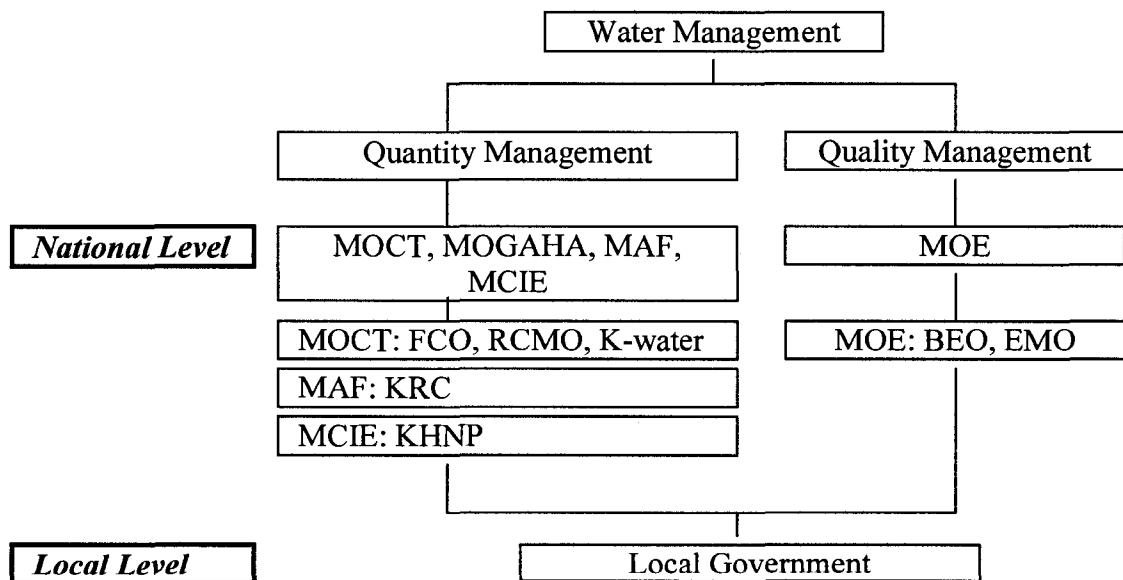 Water Management
Quantity Management
Quality Management
National Level
MOCT, MOGAHA, MAF,
MCIE
MOE
MOCT: FCO, RCMO, K-water
MOE: BEO, EMO
MAF: KRC
MCIE: KHNP
Local Level
Local Government